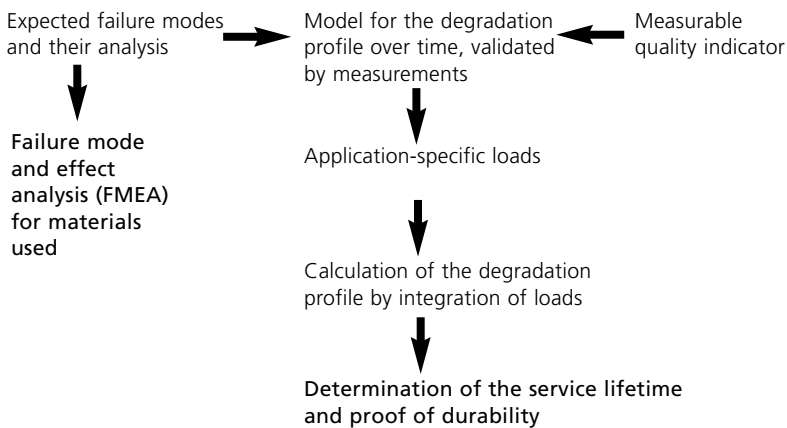 Expected failure modes
and their analysis
Model for the degradation
profile over time, validated
by measurements
Measurable
quality indicator
Failure mode
and effect
analysis (FMEA)
for materials
used
Application-specific loads
Calculation of the degradation
profile by integration of loads
Determination of the service lifetime
and proof of durability